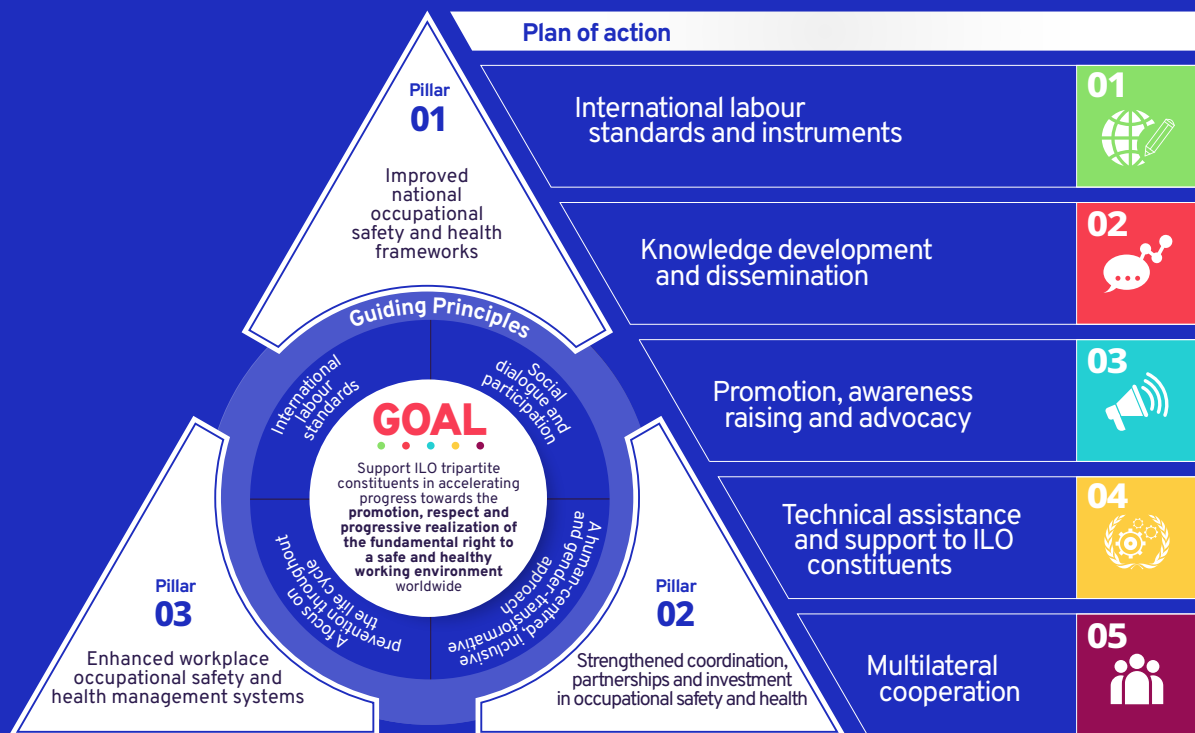 Plan of action
Pillar
01
Improved
national
occupational
safety and health
frameworks
Guiding Principles
International
labour
standards
Social
dialogue and
participation
A human-centred, inclusive
and gender-transformative
approach
A focus on
prevention throughout
the life cycle
GOAL
Support ILO tripartite
constituents in accelerating
progress towards the
promotion, respect and
progressive realization of
the fundamental right to
a safe and healthy
working environment
worldwide
Pillar
03
Enhanced workplace
occupational safety and
health management systems
Pillar
02
Strengthened coordination,
partnerships and investment
in occupational safety and health
International labour
standards and instruments
01
Knowledge development
and dissemination
02
Promotion, awareness
raising and advocacy
03
Technical assistance
and support to ILO
constituents
04
Multilateral
cooperation
05